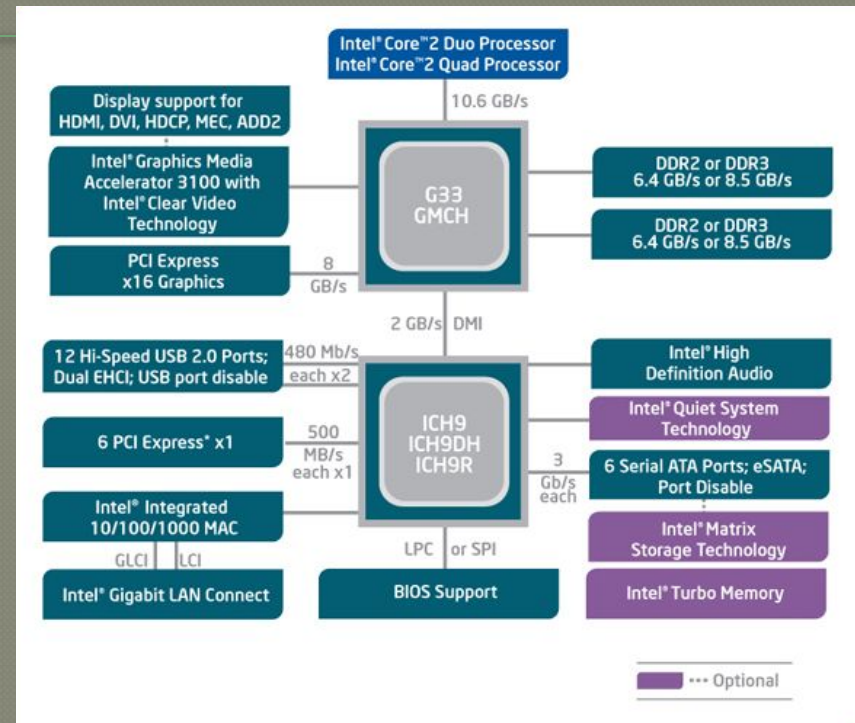 Intel® Core™2 Duo Processor
Intel® Core™2 Quad Processor
10.6 GB/s
Display support for
HDMI, DVI, HDCP, MEC, ADD2
Intel® Graphics Media
Accelerator 3100 with
Intel® Clear Video
Technology
PCI Express
x16 Graphics
8
GB/s
G33
GMCH
DDR2 or DDR3
6.4 GB/s or 8.5 GB/s
DDR2 or DDR3
6.4 GB/s or 8.5 GB/s
2 GB/s DMI
12 Hi-Speed USB 2.0 Ports;
Dual EHCI; USB port disable
480 Mb/s
each x2
6 PCI Express* x1
500
MB/s
each x1
Intel® Integrated
10/100/1000 MAC
GLCI LCI
Intel® Gigabit LAN Connect
ICH9
ICH9DH
ICH9R
LPC or SPI
BIOS Support
Intel® High
Definition Audio
Intel® Quiet System
Technology
3
Gb/s
each
6 Serial ATA Ports; eSATA;
Port Disable
Intel® Matrix
Storage Technology
Intel® Turbo Memory
Optional